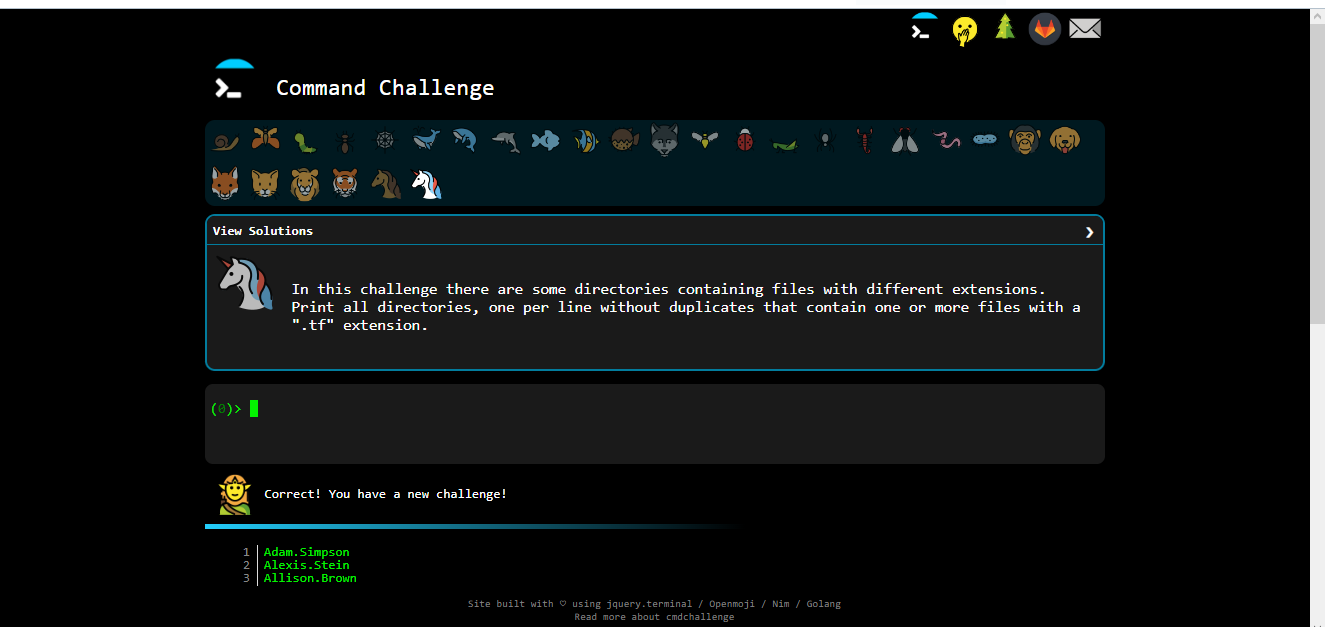 Command Challenge
View Solutions
In this challenge there are some directories containing files with different extensions.
Print all directories, one per line without duplicates that contain one or more files with a
".tf" extension.
(0)>
Correct! You have a new challenge!
1 Adam.Simpson
2 Alexis.Stein
3 Allison.Brown
Site built with ♡ using jquery.terminal / Openmoji / Nim / Golang
Read more about cmdchallenge